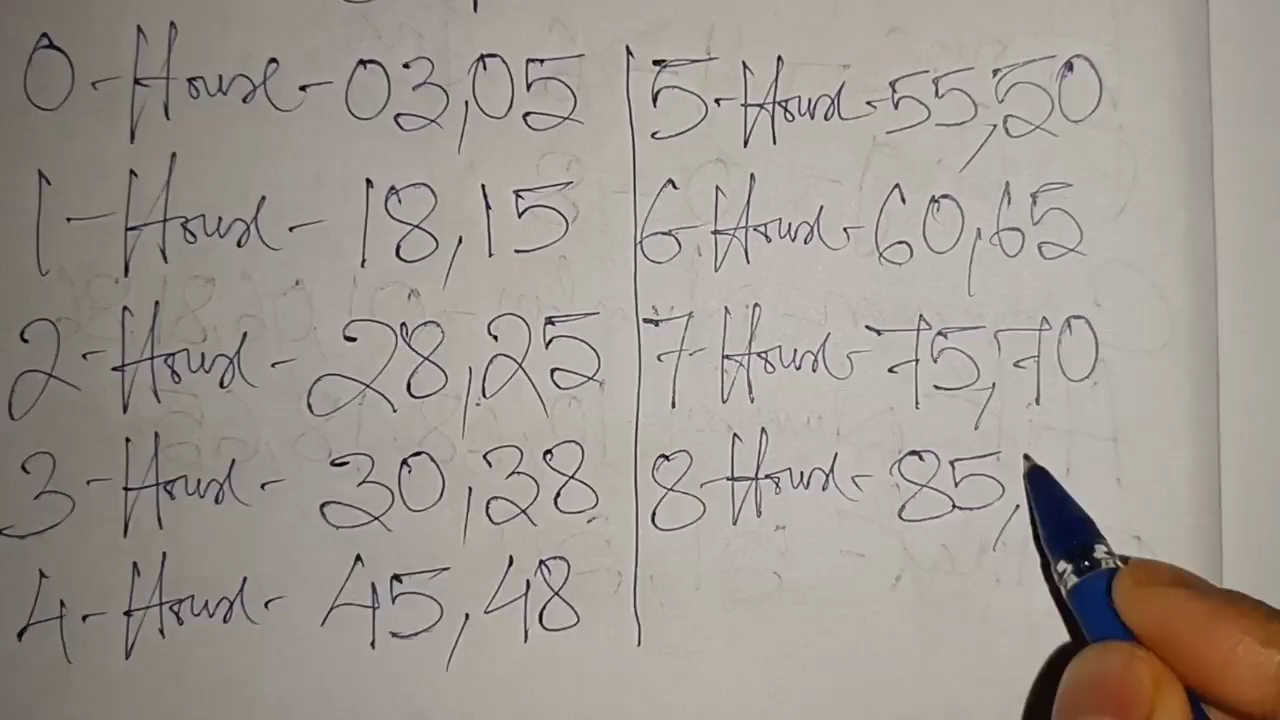 0-House-03,05
1-House-18,15
2-House-28,25
3-House-30,38
4-House-45,48
5-House-55,50
6-House-60,65
7-House-75,70
8-House-85,